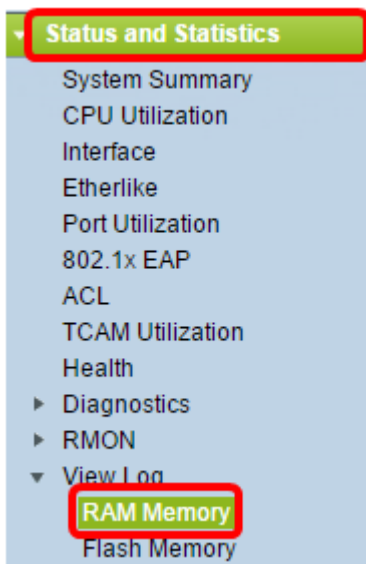 Status and Statistics
System Summary
CPU Utilization
Interface
Etherlike
Port Utilization
802.1x EAP
ACL
TCAM Utilization
Health
Diagnostics
RMON
View Log
RAM Memory
Flash Memory